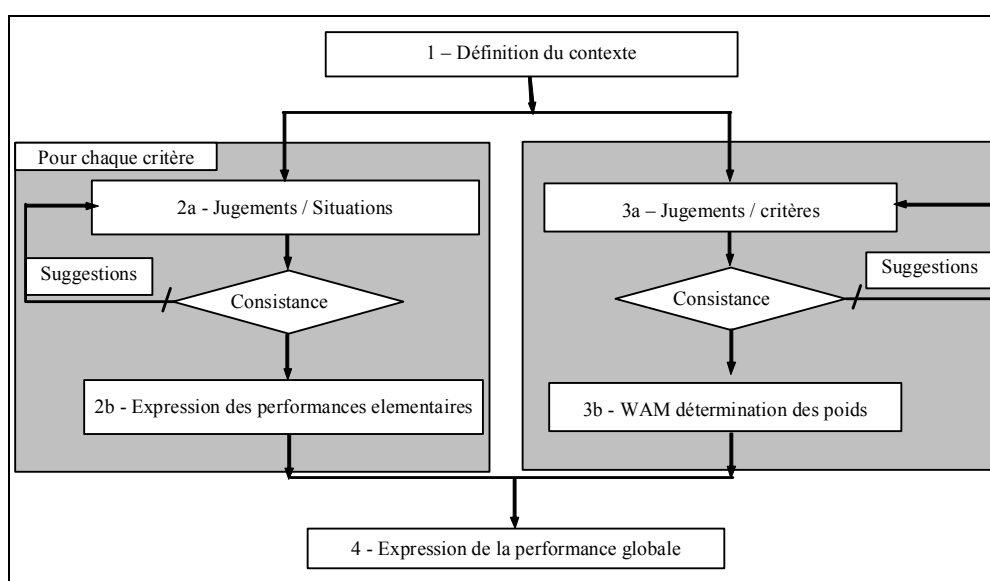 1 – Définition du contexte
Pour chaque critère
2a - Jugements / Situations
Suggestions
Consistance
2b - Expression des performances elementaires
3a – Jugements / critères
Suggestions
Consistance
3b - WAM détermination des poids
4 - Expression de la performance globale